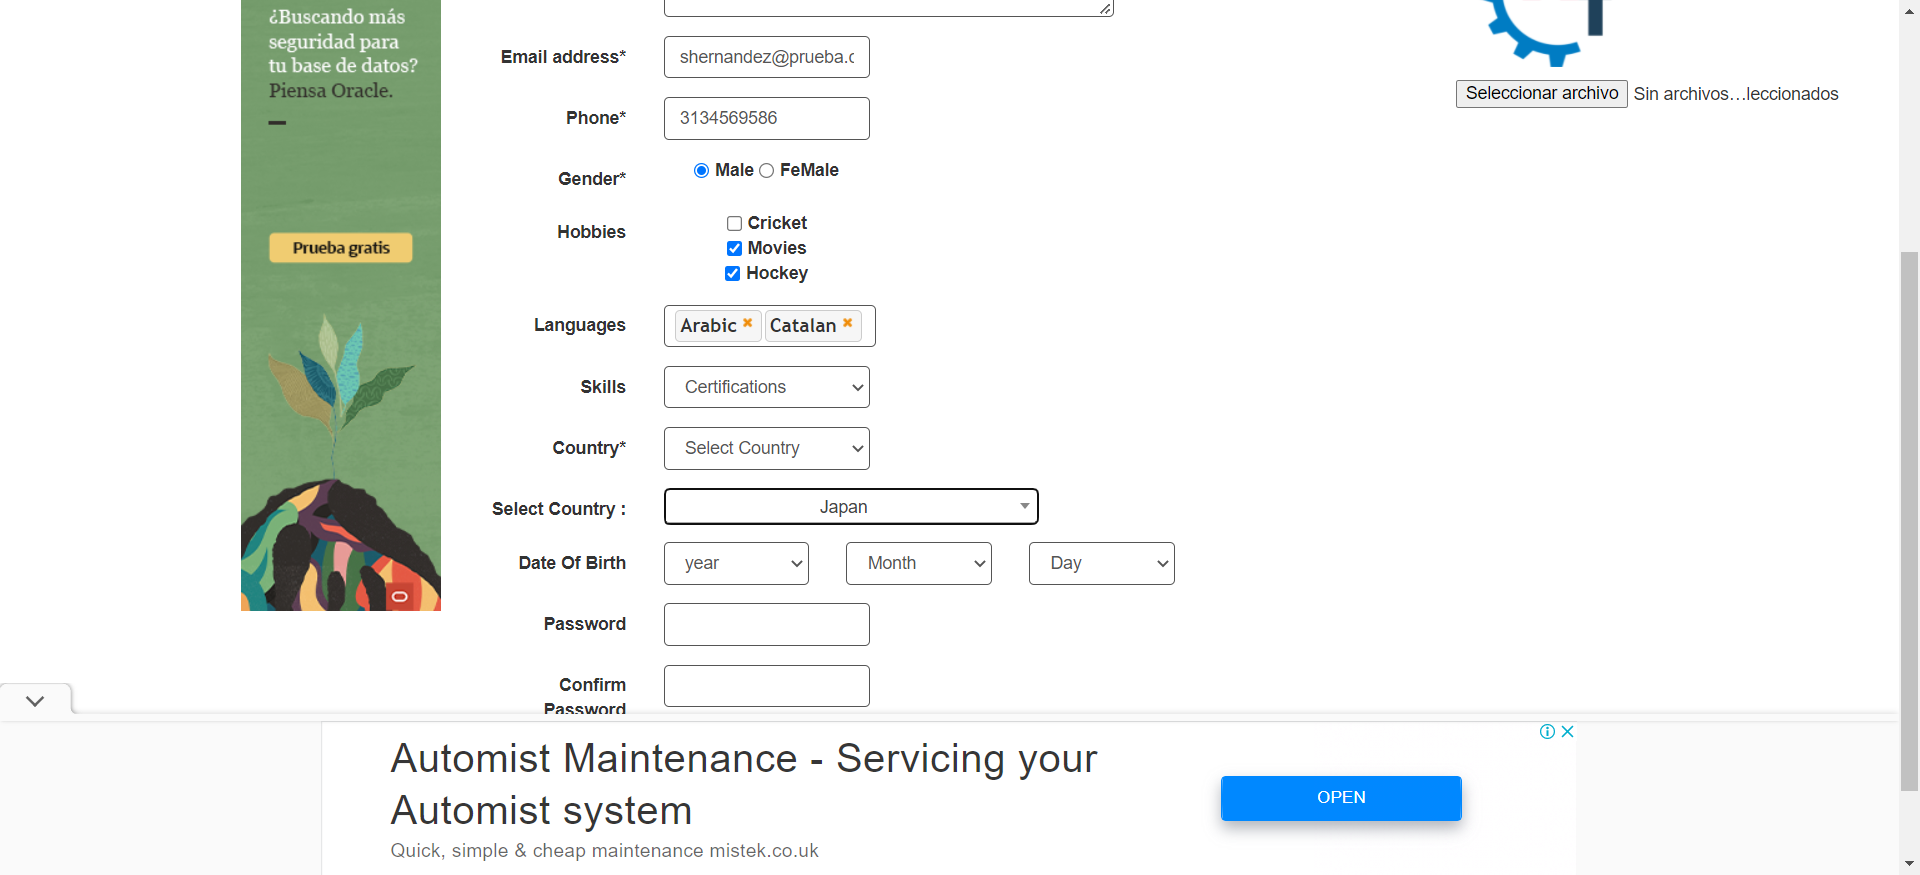 ¿Buscando más
seguridad para
tu base de datos?
Piensa Oracle.
Prueba gratis
Email address*
shernandez@prueba.c
Phone*
3134569586
Gender*
Male
FeMale
Hobbies
Cricket
Movies
Hockey
Languages
Arabic
Catalan
Skills
Certifications
Country*
Select Country
Select Country :
Japan
Date Of Birth
year
Month
Day
Password
Confirm
Password
Seleccionar archivo Sin archivos…leccionados
Automist Maintenance - Servicing your
Automist system
Quick, simple & cheap maintenance mistek.co.uk
OPEN